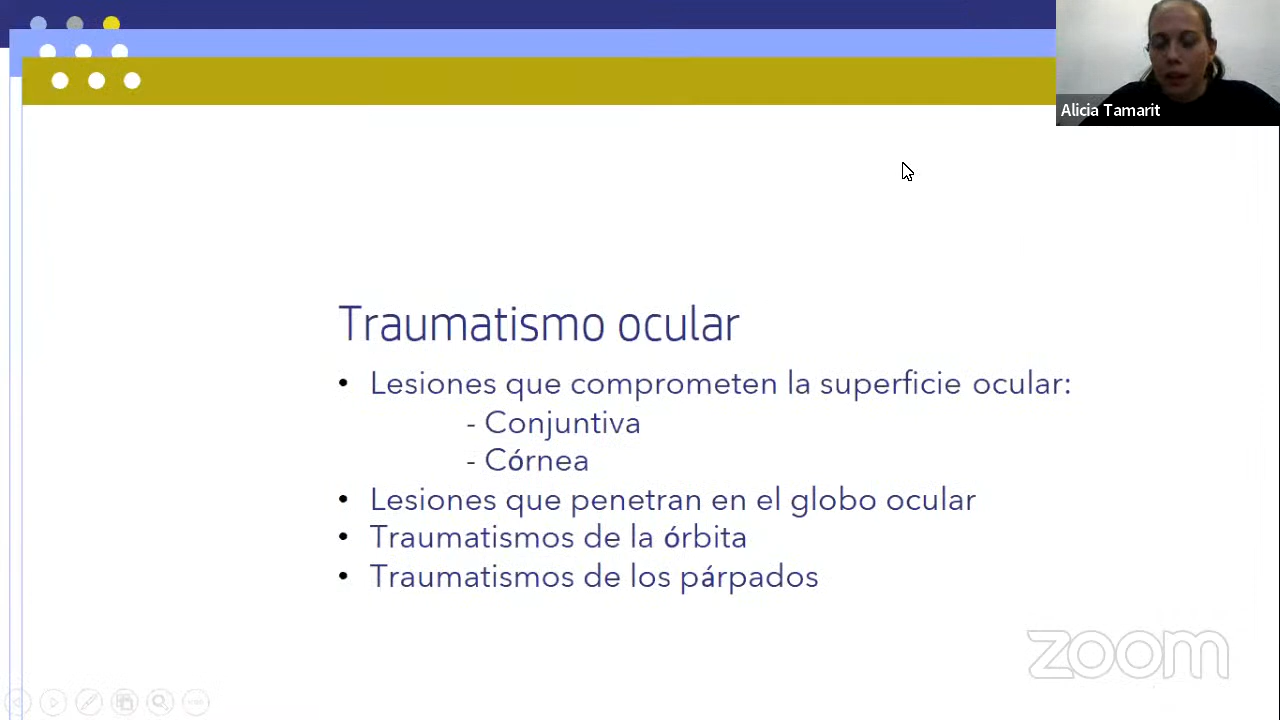 Alicia Tamarit
Traumatismo ocular
• Lesiones que comprometen la superficie ocular:
- Conjuntiva
- Córnea
• Lesiones que penetran en el globo ocular
• Traumatismos de la órbita
• Traumatismos de los párpados
zoom